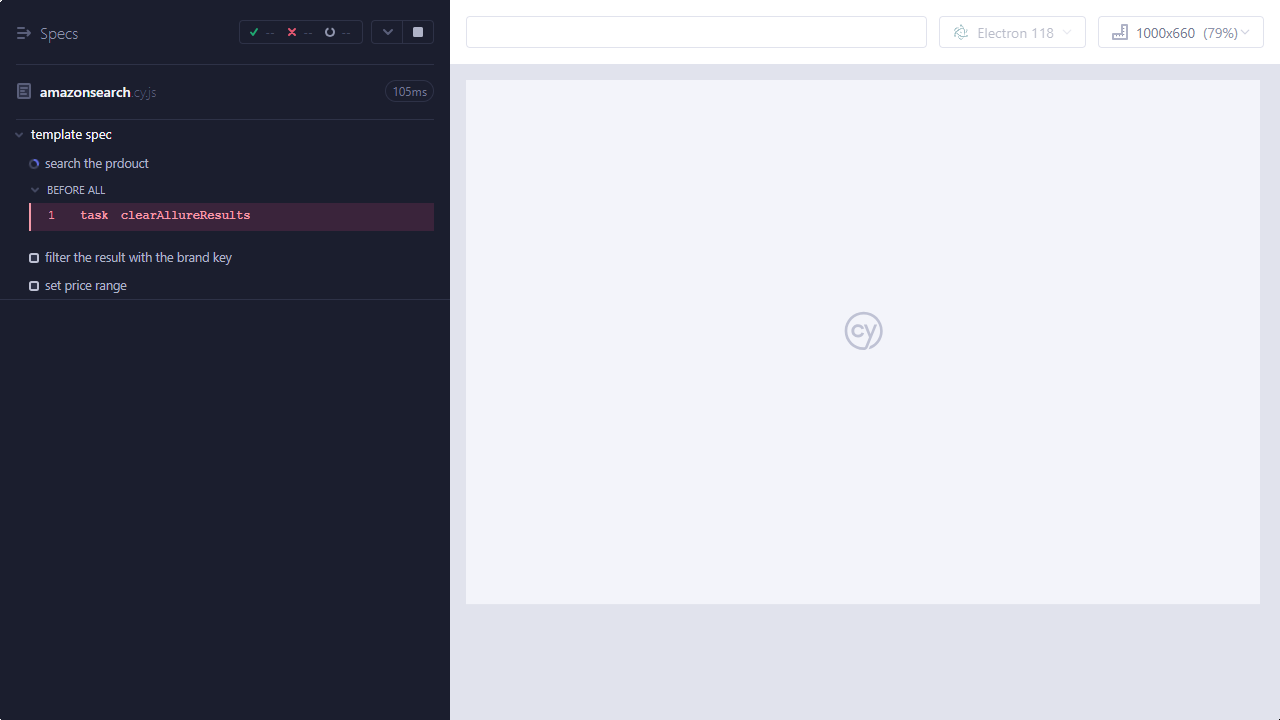 Specs
-- -- --
Electron 118
1000x660 (79%)
amazonsearch.cy.js
105ms
template spec
search the prdouct
BEFORE ALL
1 task clearAllureResults
filter the result with the brand key
set price range
cy